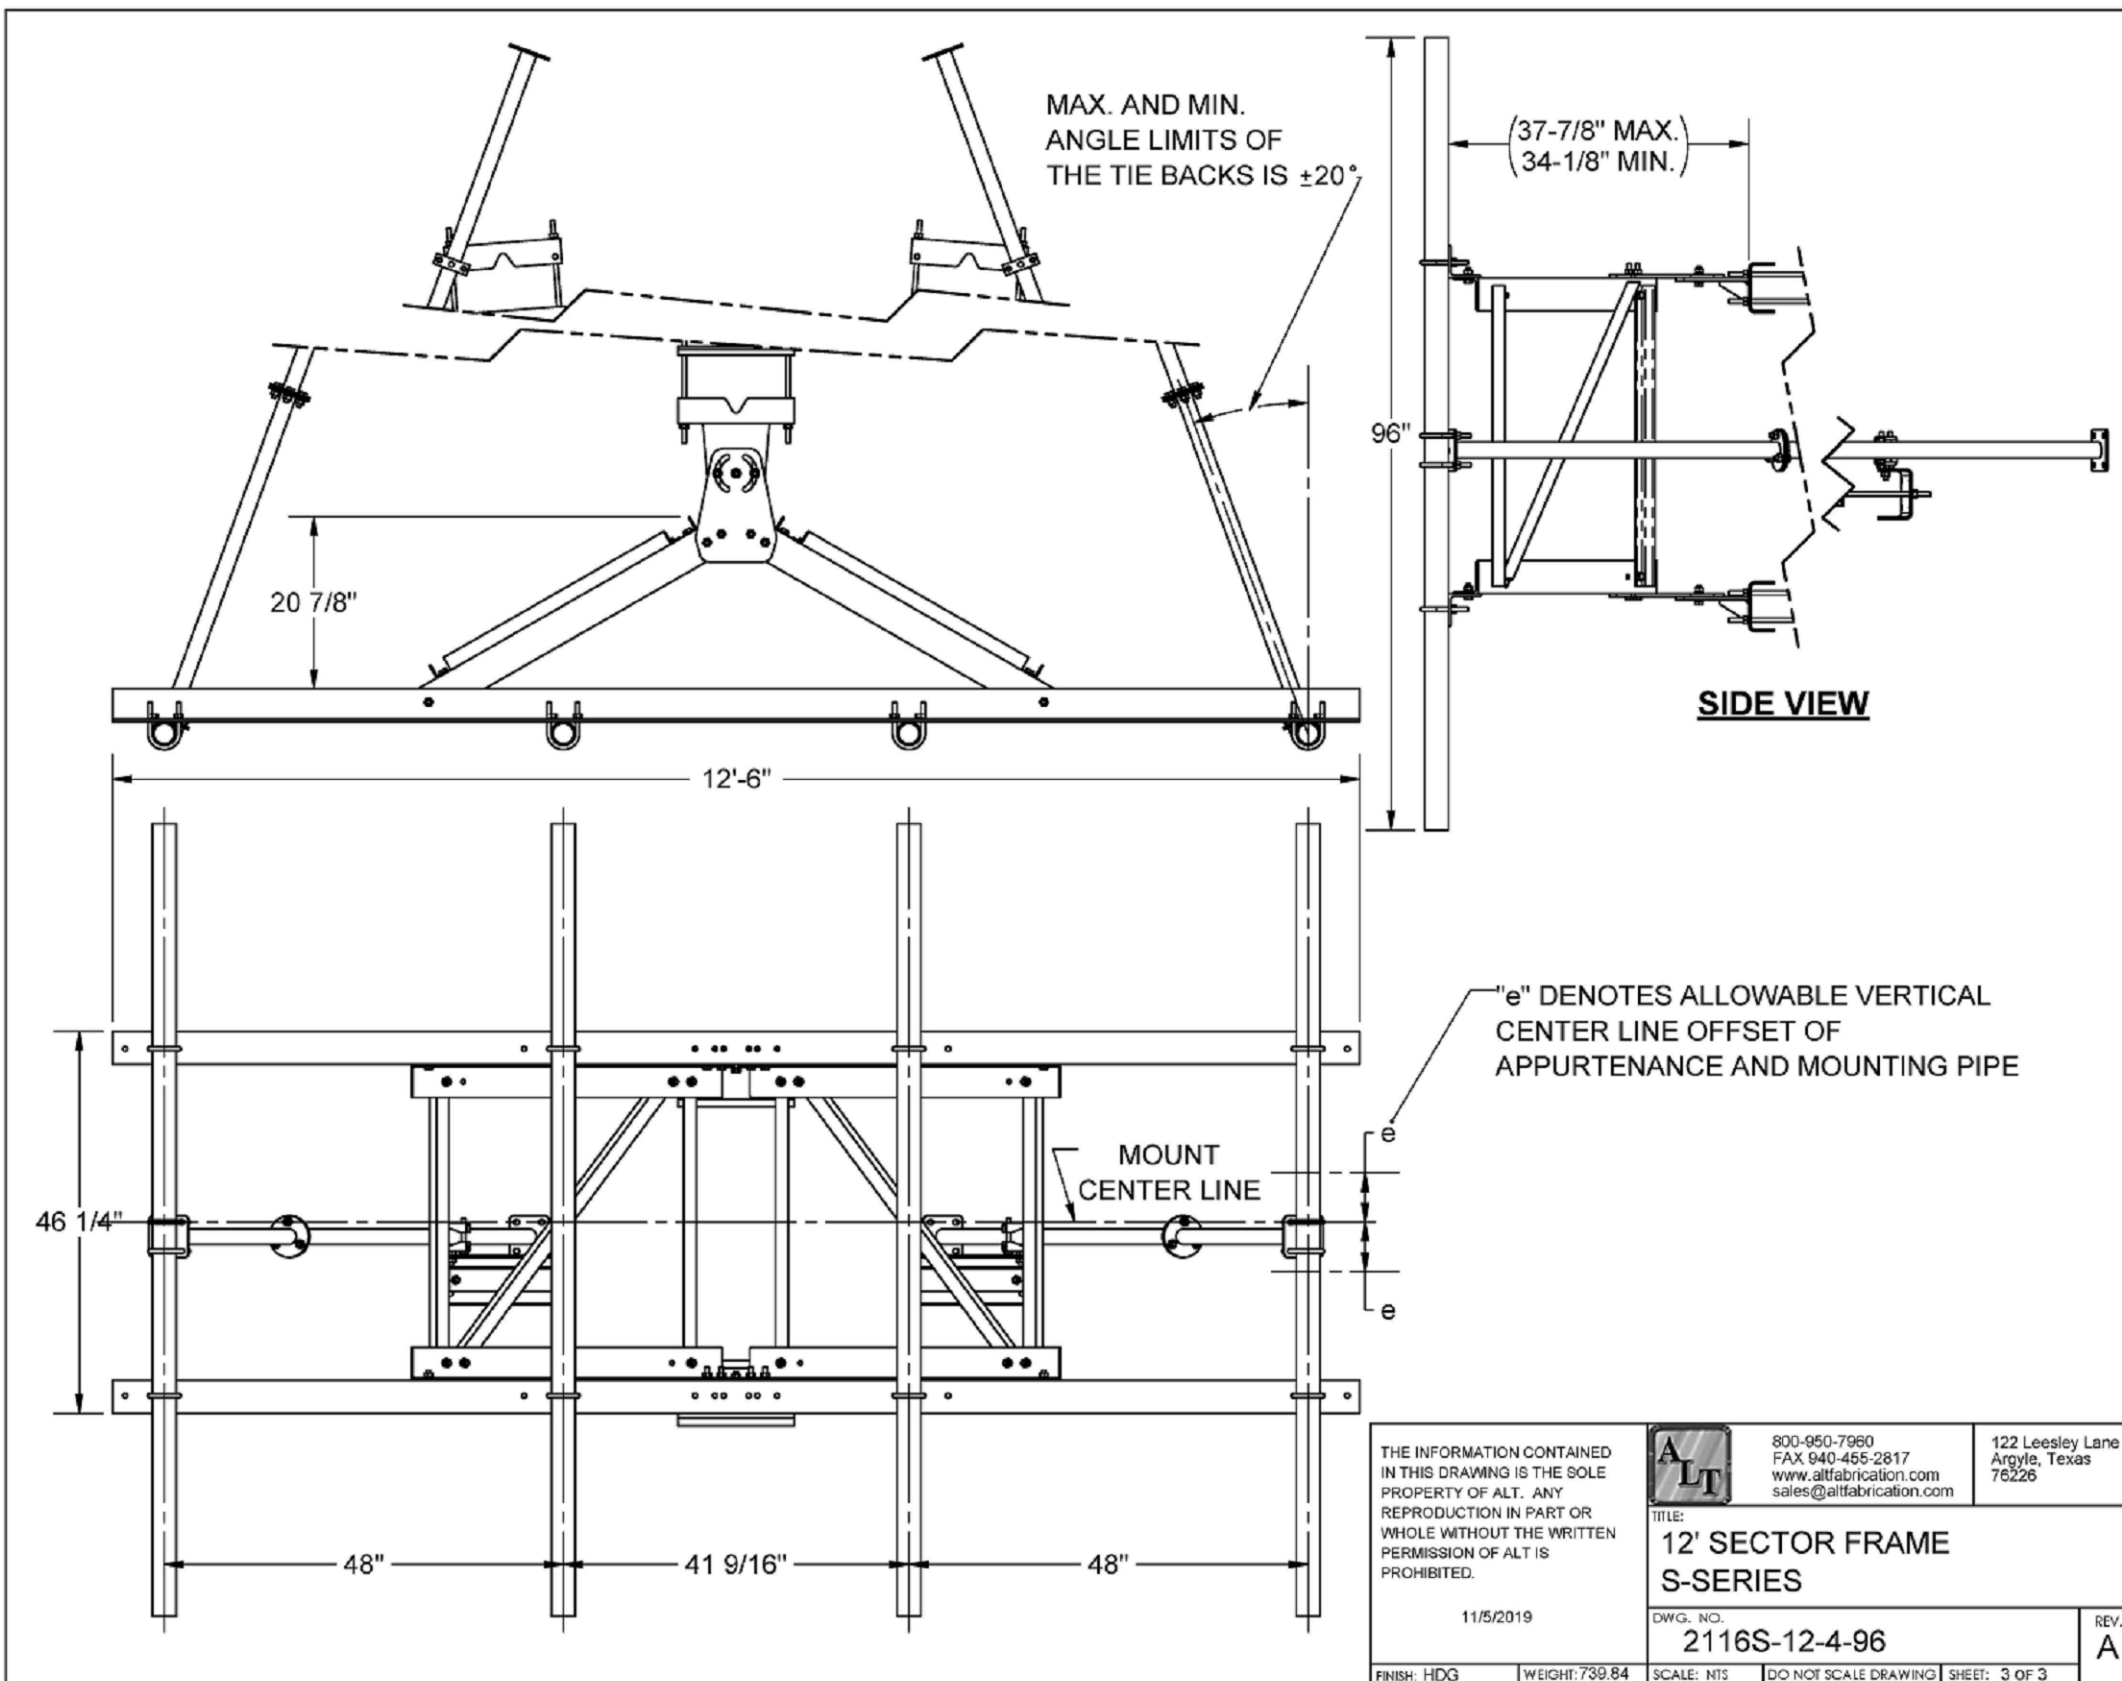 MAX. AND MIN.
ANGLE LIMITS OF
THE TIE BACKS IS ±20°
(37-7/8" MAX.)
(34-1/8" MIN.)
96"
20 7/8"
SIDE VIEW
12'-6"
"e" DENOTES ALLOWABLE VERTICAL
CENTER LINE OFFSET OF
APPURTENANCE AND MOUNTING PIPE
e
MOUNT
CENTER LINE
46 1/4"
e
48"
41 9/16"
48"
THE INFORMATION CONTAINED
IN THIS DRAWING IS THE SOLE
PROPERTY OF ALT. ANY
REPRODUCTION IN PART OR
WHOLE WITHOUT THE WRITTEN
PERMISSION OF ALT IS
PROHIBITED.
11/5/2019
ALT
800-950-7960
FAX 940-455-2817
www.altfabrication.com
sales@altfabrication.com
122 Leesley Lane
Argyle, Texas
76226
TITLE:
12' SECTOR FRAME
S-SERIES
DWG. NO.
2116S-12-4-96
REV.
A
FINISH: HDG
WEIGHT: 739.84
SCALE: NTS
DO NOT SCALE DRAWING
SHEET: 3 OF 3